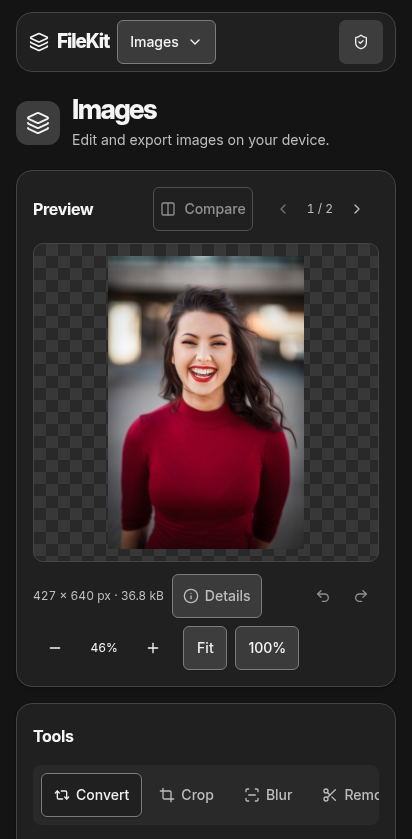 FileKit Images
Images
Edit and export images on your device.
Preview Compare 1 / 2
427 × 640 px · 36.8 kB Details
46% Fit 100%
Tools
Convert Crop Blur Remo